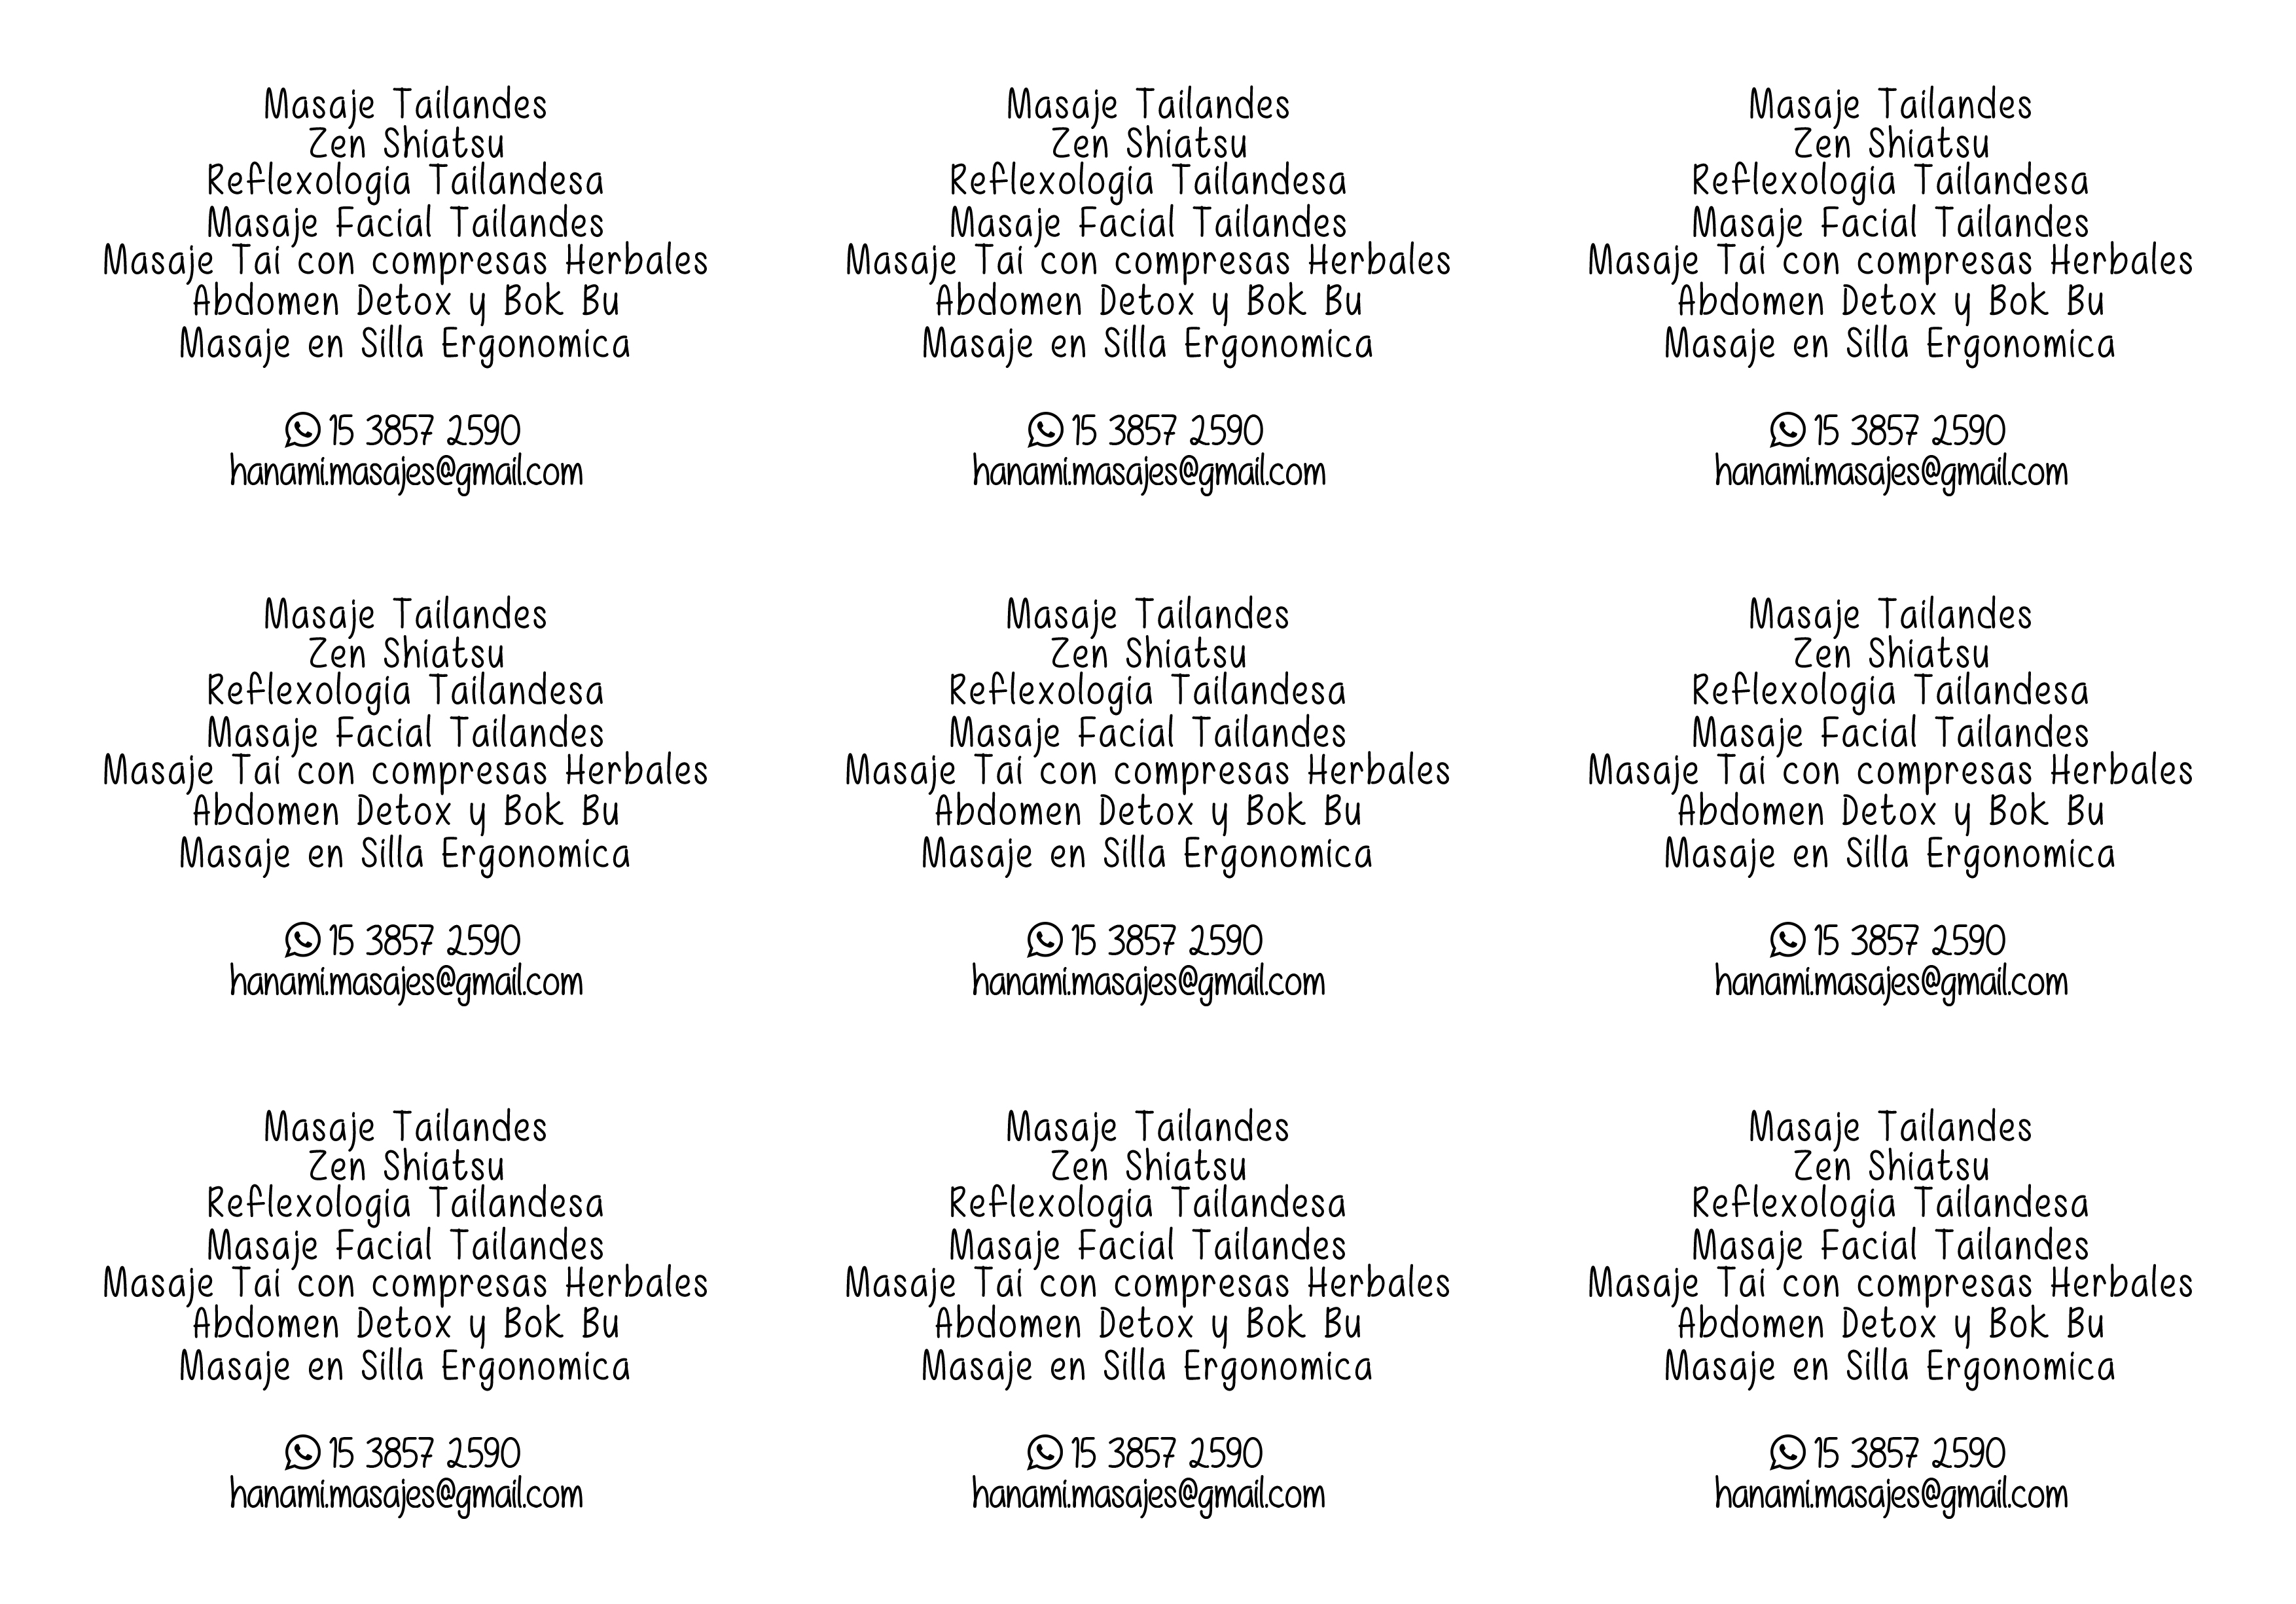 Masaje Tailandes
Zen Shiatsu
Reflexologia Tailandesa
Masaje Facial Tailandes
Masaje Tai con compresas Herbales
Abdomen Detox y Bok Bu
Masaje en Silla Ergonomica
15 3857 2590
hanami.masajes@gmail.com
Masaje Tailandes
Zen Shiatsu
Reflexologia Tailandesa
Masaje Facial Tailandes
Masaje Tai con compresas Herbales
Abdomen Detox y Bok Bu
Masaje en Silla Ergonomica
15 3857 2590
hanami.masajes@gmail.com
Masaje Tailandes
Zen Shiatsu
Reflexologia Tailandesa
Masaje Facial Tailandes
Masaje Tai con compresas Herbales
Abdomen Detox y Bok Bu
Masaje en Silla Ergonomica
15 3857 2590
hanami.masajes@gmail.com
Masaje Tailandes
Zen Shiatsu
Reflexologia Tailandesa
Masaje Facial Tailandes
Masaje Tai con compresas Herbales
Abdomen Detox y Bok Bu
Masaje en Silla Ergonomica
15 3857 2590
hanami.masajes@gmail.com
Masaje Tailandes
Zen Shiatsu
Reflexologia Tailandesa
Masaje Facial Tailandes
Masaje Tai con compresas Herbales
Abdomen Detox y Bok Bu
Masaje en Silla Ergonomica
15 3857 2590
hanami.masajes@gmail.com
Masaje Tailandes
Zen Shiatsu
Reflexologia Tailandesa
Masaje Facial Tailandes
Masaje Tai con compresas Herbales
Abdomen Detox y Bok Bu
Masaje en Silla Ergonomica
15 3857 2590
hanami.masajes@gmail.com
Masaje Tailandes
Zen Shiatsu
Reflexologia Tailandesa
Masaje Facial Tailandes
Masaje Tai con compresas Herbales
Abdomen Detox y Bok Bu
Masaje en Silla Ergonomica
15 3857 2590
hanami.masajes@gmail.com
Masaje Tailandes
Zen Shiatsu
Reflexologia Tailandesa
Masaje Facial Tailandes
Masaje Tai con compresas Herbales
Abdomen Detox y Bok Bu
Masaje en Silla Ergonomica
15 3857 2590
hanami.masajes@gmail.com
Masaje Tailandes
Zen Shiatsu
Reflexologia Tailandesa
Masaje Facial Tailandes
Masaje Tai con compresas Herbales
Abdomen Detox y Bok Bu
Masaje en Silla Ergonomica
15 3857 2590
hanami.masajes@gmail.com